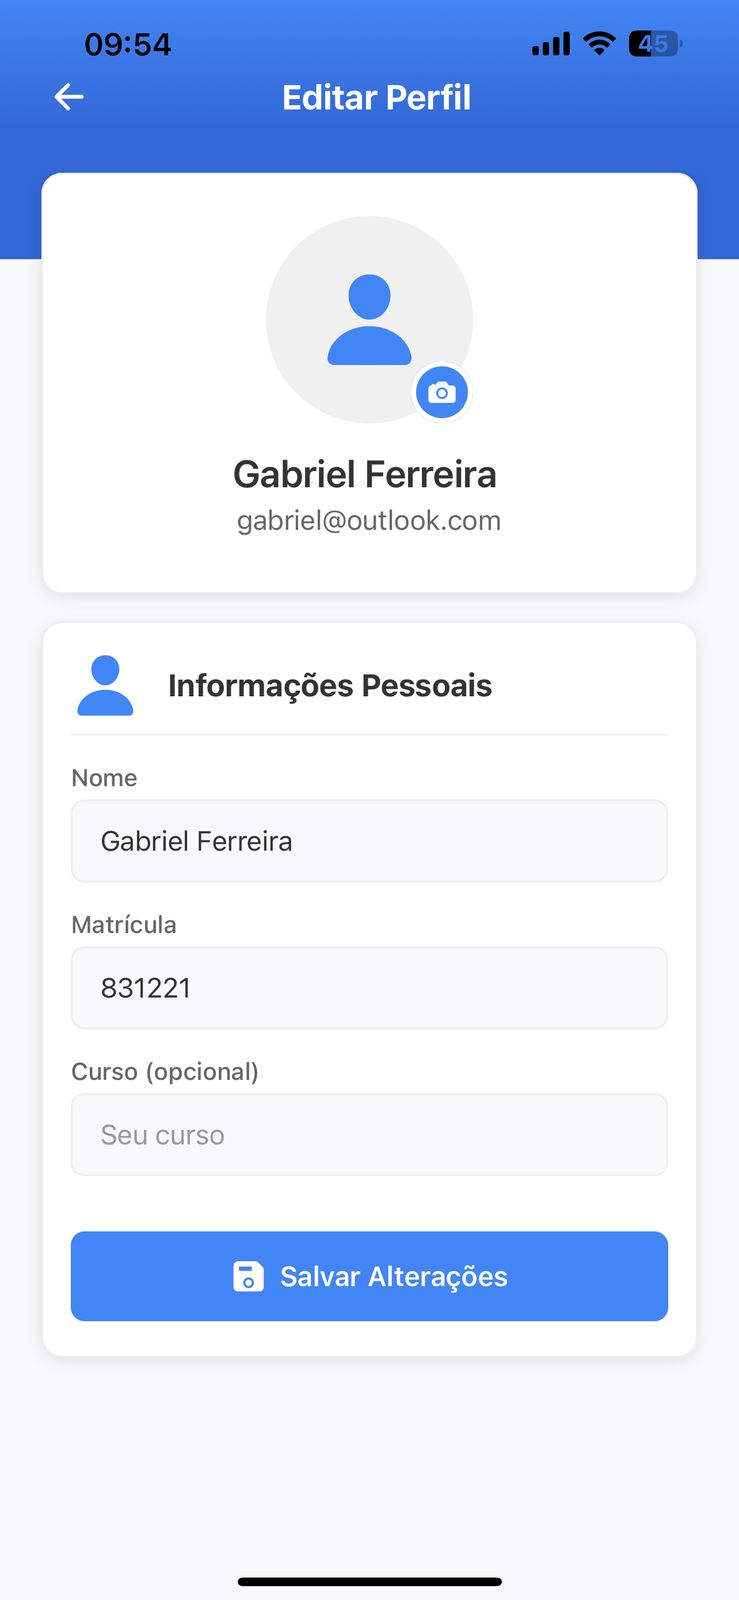 09:54
45
Editar Perfil
Gabriel Ferreira
gabriel@outlook.com
Informações Pessoais
Nome
Gabriel Ferreira
Matrícula
831221
Curso (opcional)
Seu curso
Salvar Alterações